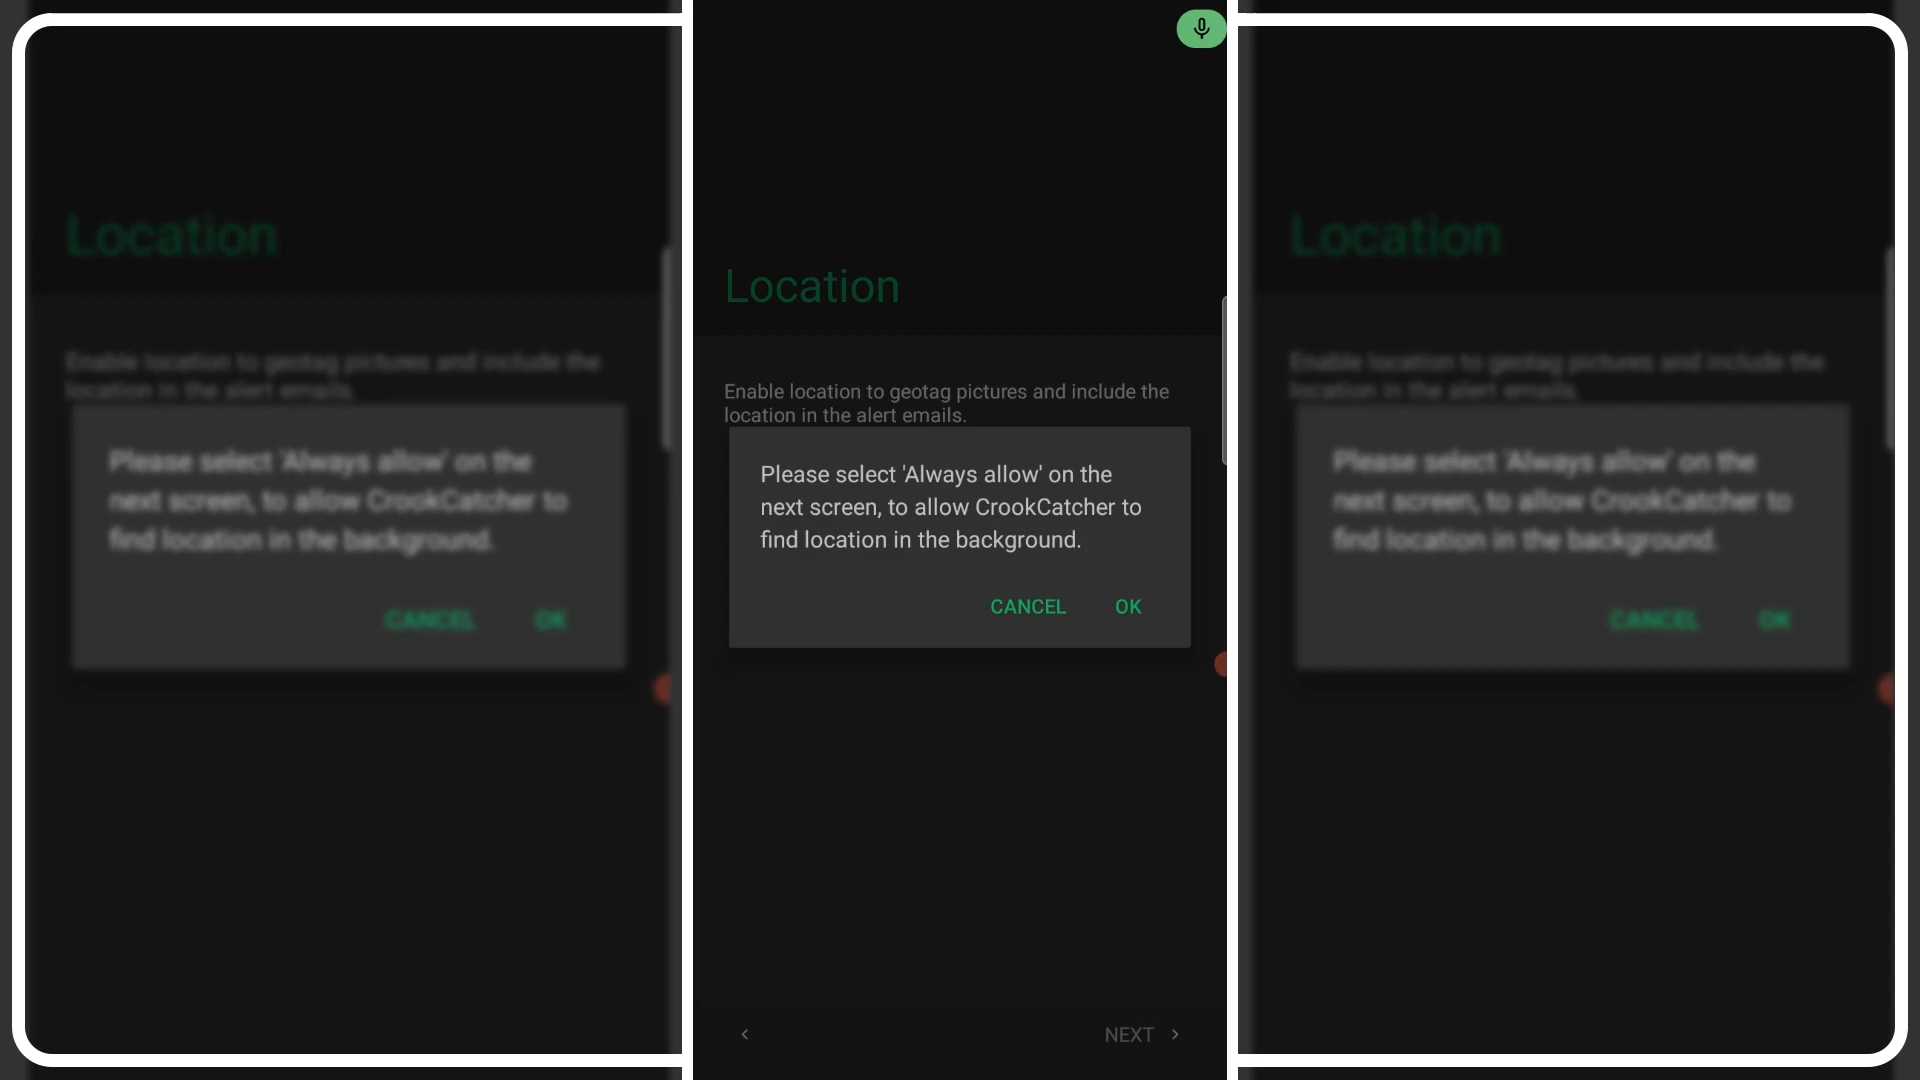 Location
Enable location to geotag pictures and include the
location in the alert emails.
Please select 'Always allow' on the
next screen, to allow CrookCatcher to
find location in the background.
CANCEL OK
Location
Enable location to geotag pictures and include the
location in the alert emails.
Please select 'Always allow' on the
next screen, to allow CrookCatcher to
find location in the background.
CANCEL OK
NEXT
Location
Enable location to geotag pictures and include the
location in the alert emails.
Please select 'Always allow' on the
next screen, to allow CrookCatcher to
find location in the background.
CANCEL OK